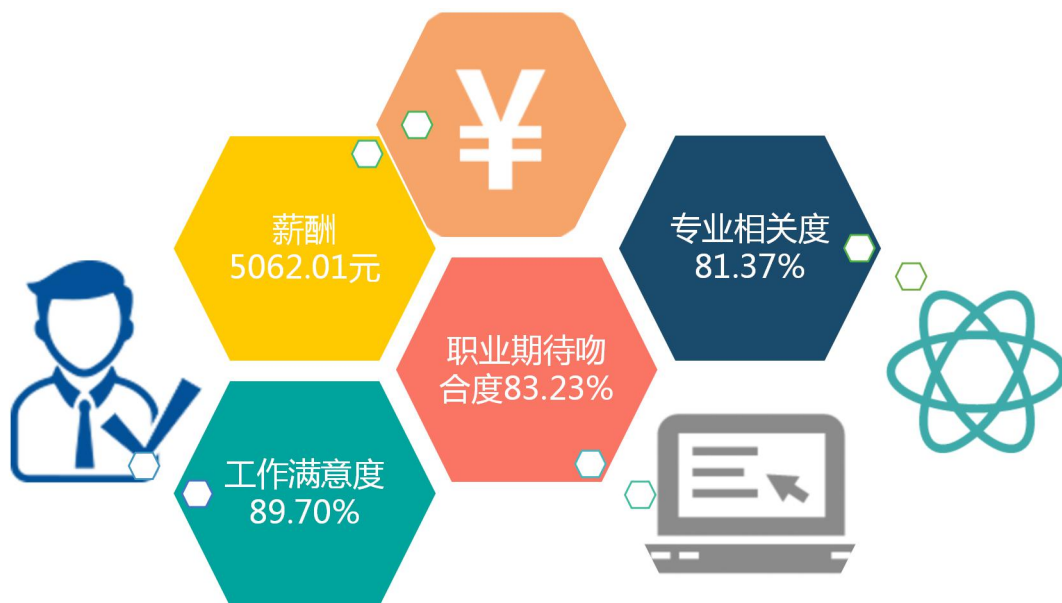 ¥
薪酬
5062.01元
专业相关度
81.37%
职业期待吻
合度83.23%
工作满意度
89.70%